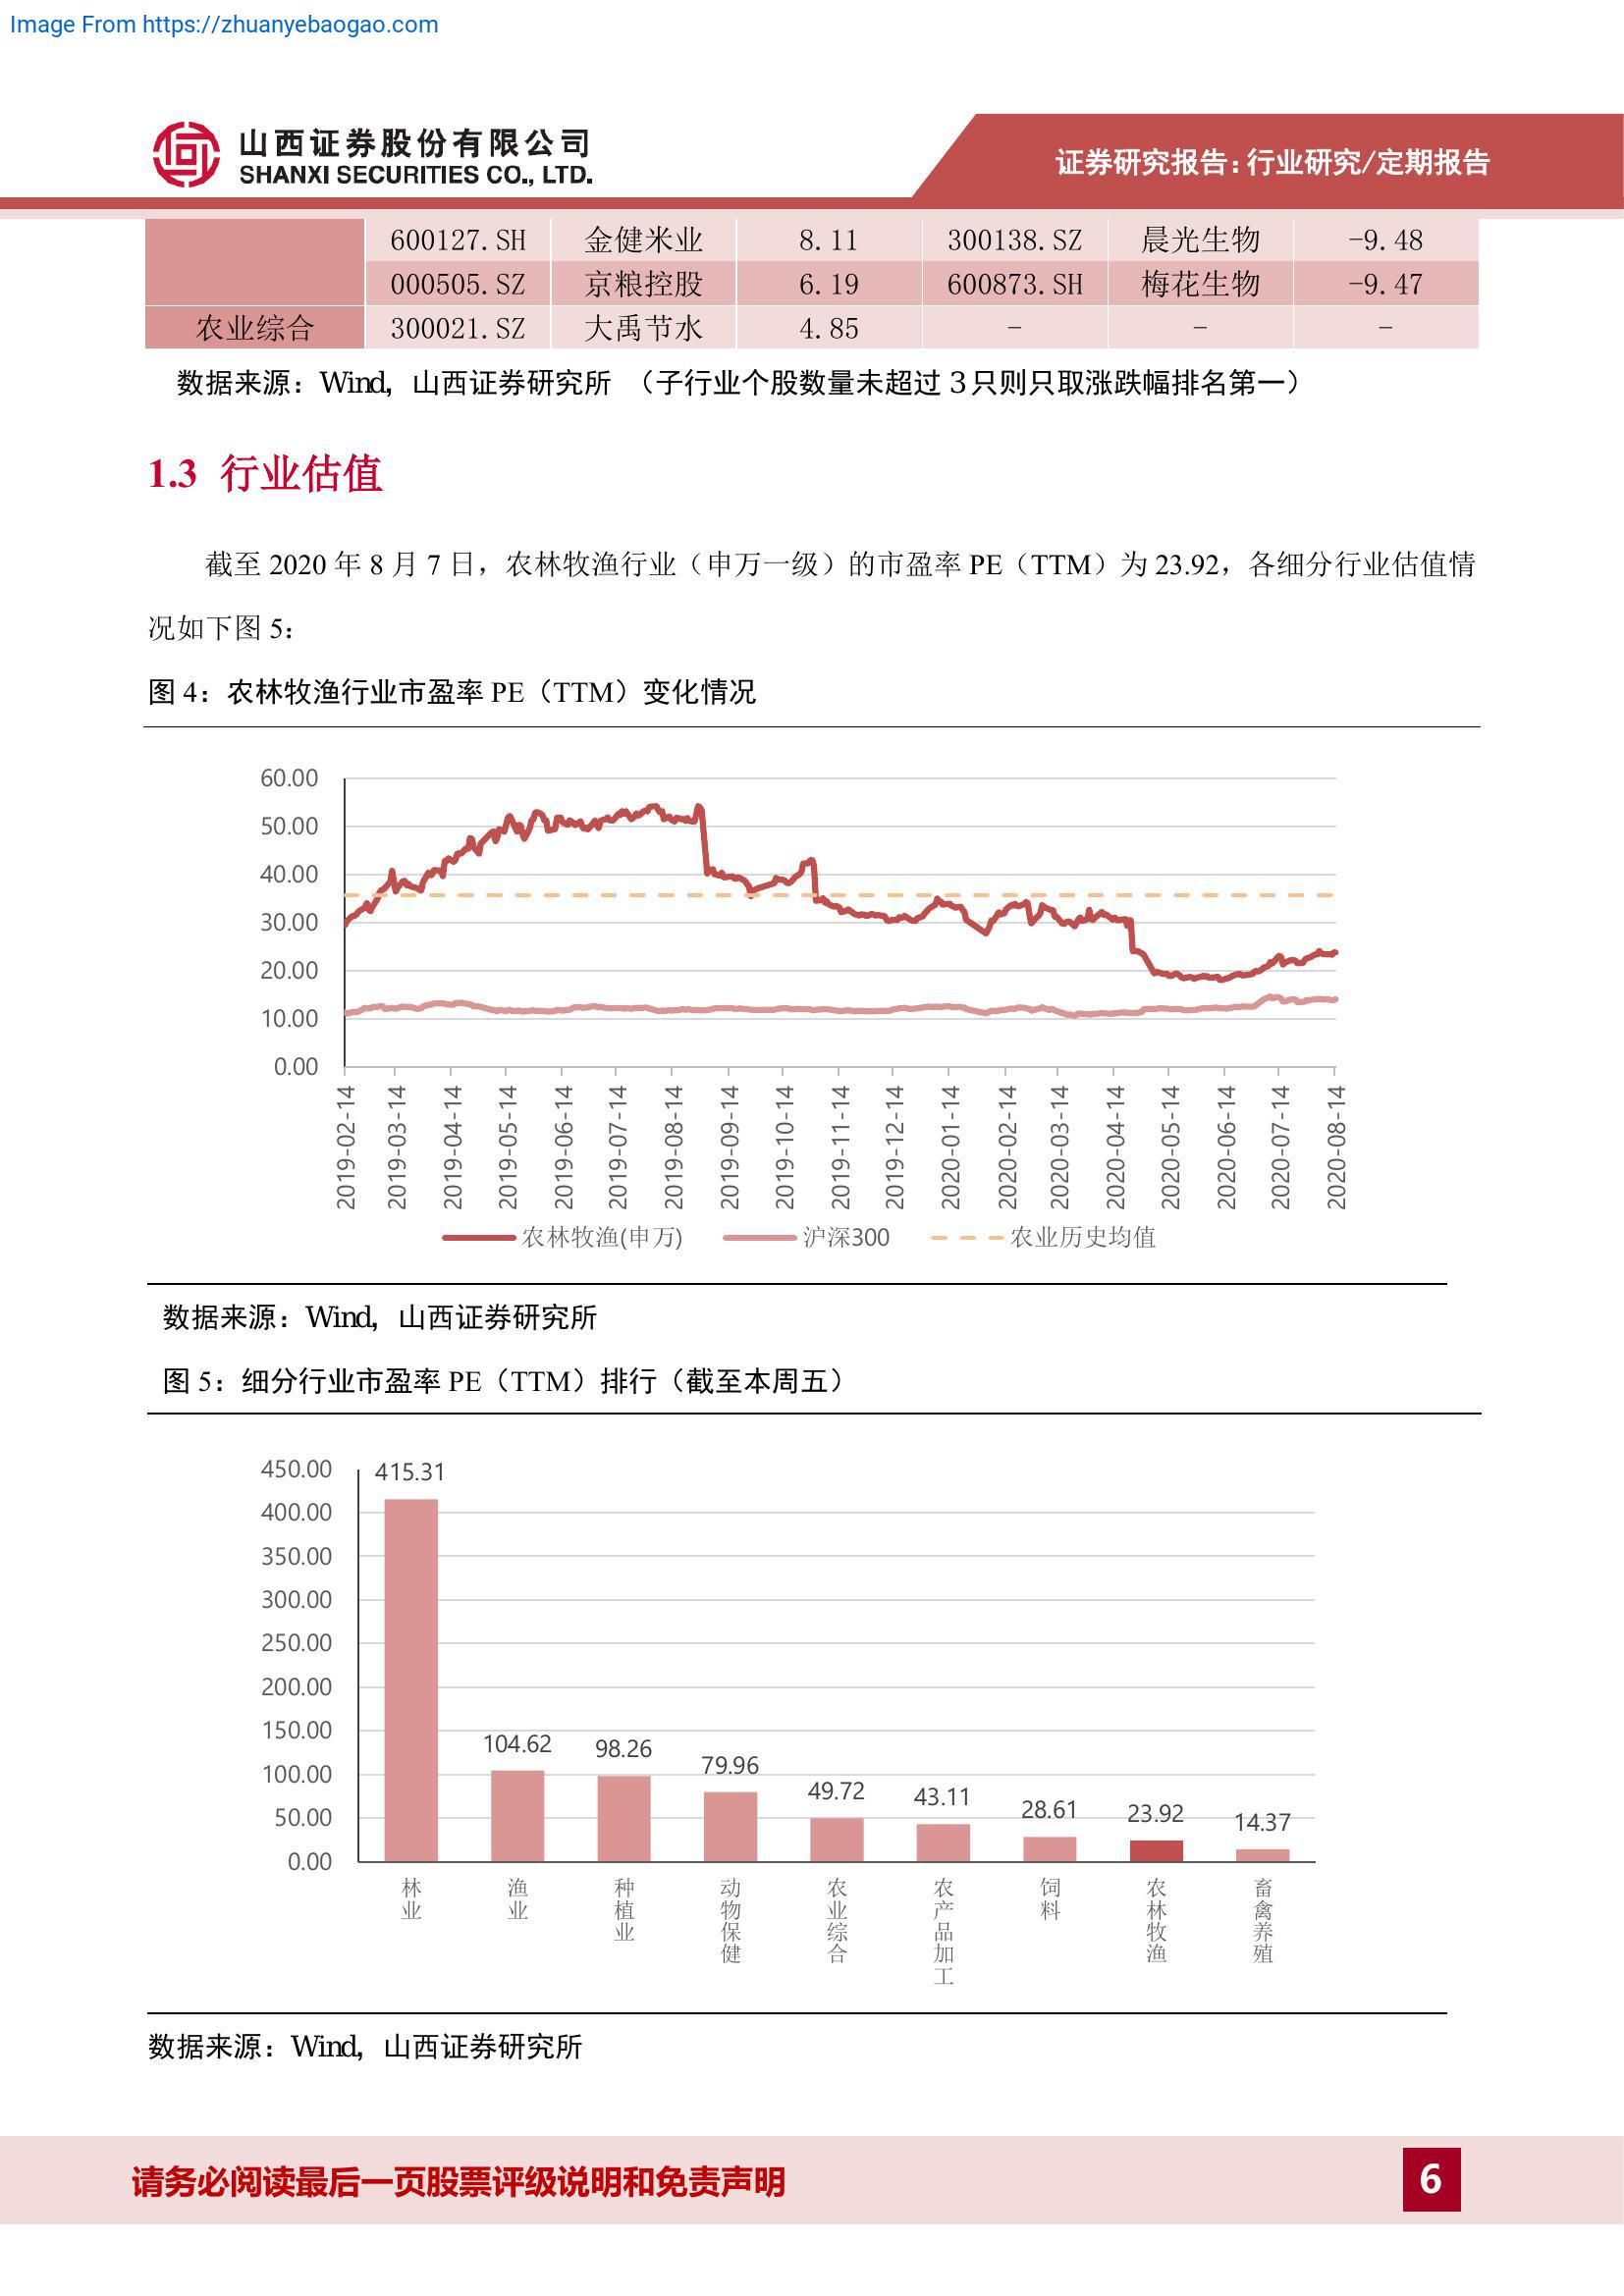 Image From https://zhuanyebaogao.com
山西证券股份有限公司
SHANXI SECURITIES CO., LTD.
证券研究报告:行业研究/定期报告
600127.SH 金健米业 8.11 300138.SZ 晨光生物 -9.48
000505.SZ 京粮控股 6.19 600873.SH 梅花生物 -9.47
农业综合 300021.SZ 大禹节水 4.85 - - -
数据来源：Wind，山西证券研究所 （子行业个股数量未超过 3 只则只取涨跌幅排名第一）
1.3 行业估值
截至 2020 年 8 月 7 日，农林牧渔行业（申万一级）的市盈率 PE（TTM）为 23.92，各细分行业估值情
况如下图 5：
图 4：农林牧渔行业市盈率 PE（TTM）变化情况
60.00
50.00
40.00
30.00
20.00
10.00
0.00
2019-02-14 2019-03-14 2019-04-14 2019-05-14 2019-06-14 2019-07-14 2019-08-14 2019-09-14 2019-10-14 2019-11-14 2019-12-14 2020-01-14 2020-02-14 2020-03-14 2020-04-14 2020-05-14 2020-06-14 2020-07-14 2020-08-14
农林牧渔(申万) 沪深300 农业历史均值
数据来源：Wind，山西证券研究所
图 5：细分行业市盈率 PE（TTM）排行（截至本周五）
450.00
400.00
350.00
300.00
250.00
200.00
150.00
100.00
50.00
0.00
415.31 104.62 98.26 79.96 49.72 43.11 28.61 23.92 14.37
林业 渔业 种植业 动物保健 农业综合 农产品加工 饲料 农林牧渔 畜禽养殖
数据来源：Wind，山西证券研究所
请务必阅读最后一页股票评级说明和免责声明
6